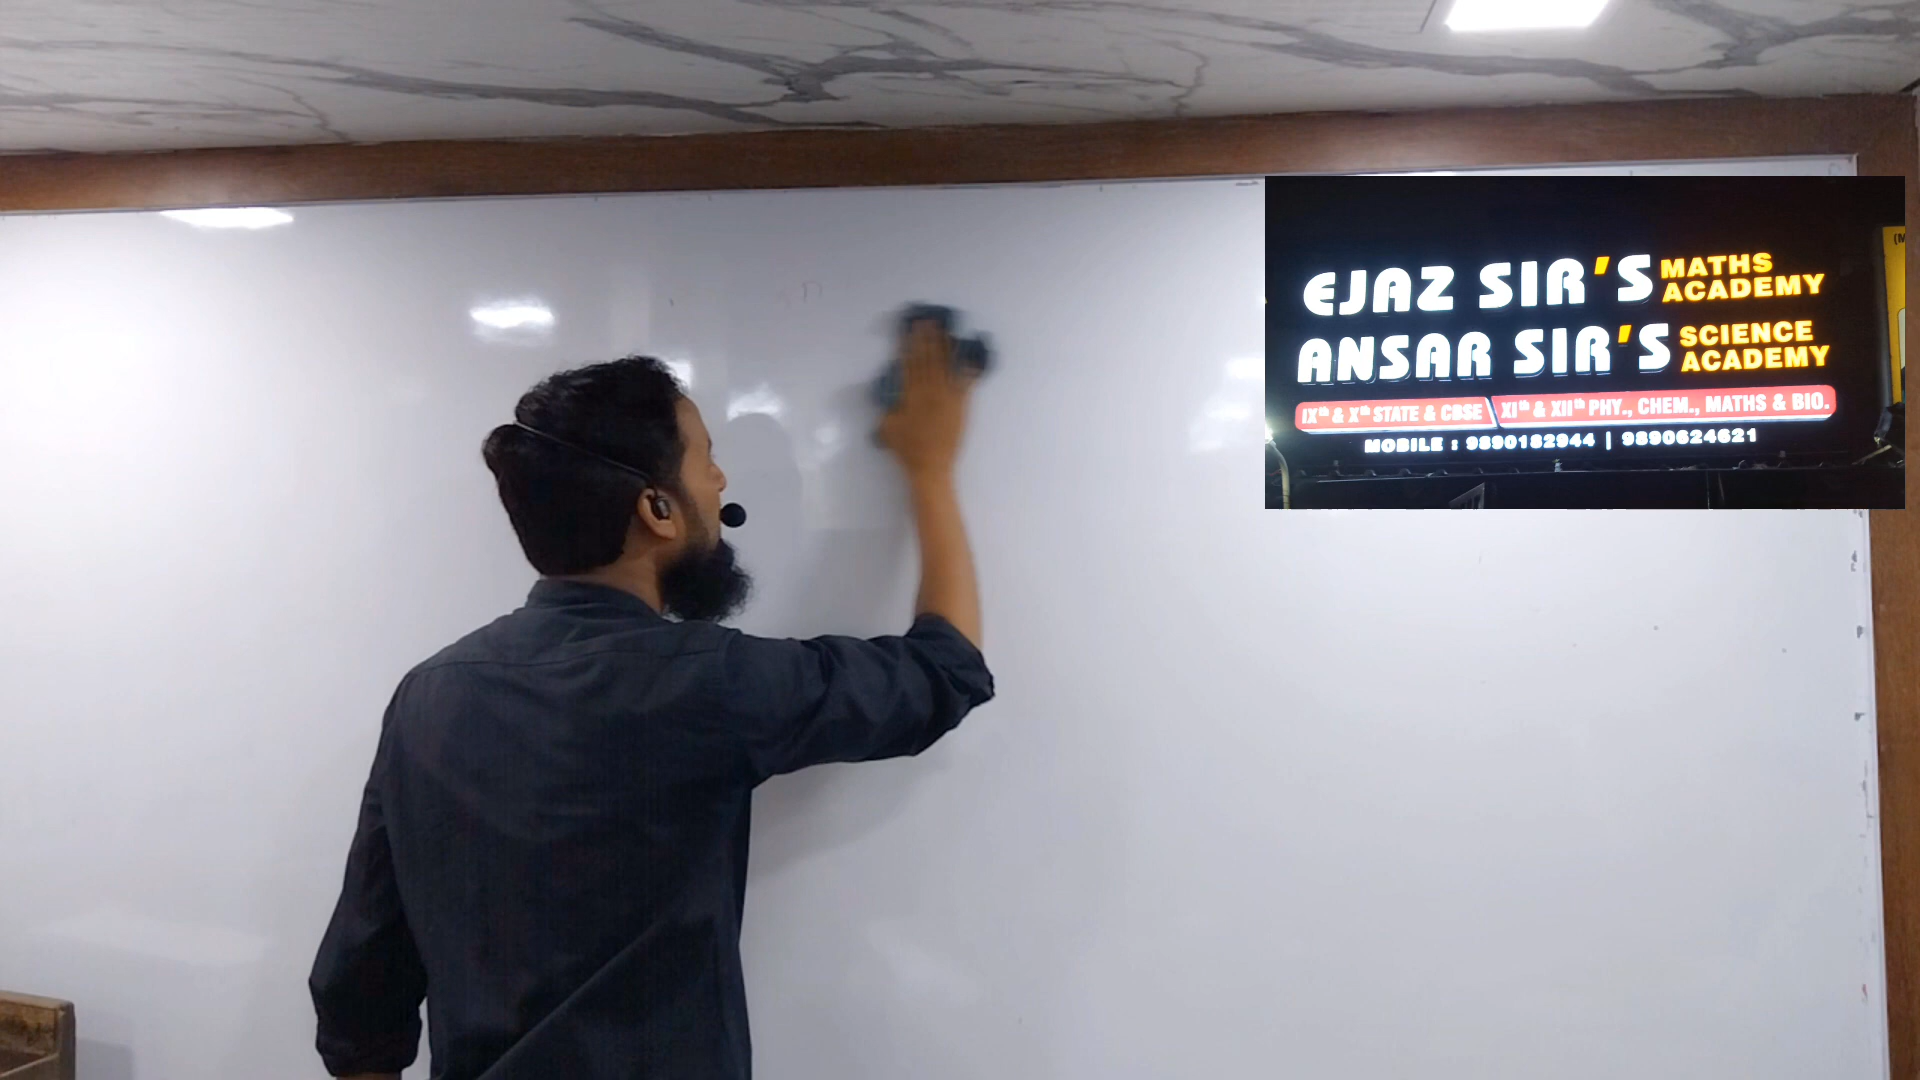 EJAZ SIR'S MATHS ACADEMY
ANSAR SIR'S SCIENCE ACADEMY
IXth & Xth STATE & CBSE XIth & XIIth PHY., CHEM., MATHS & BIO.
MOBILE : 9890182944 | 9890624621
(M